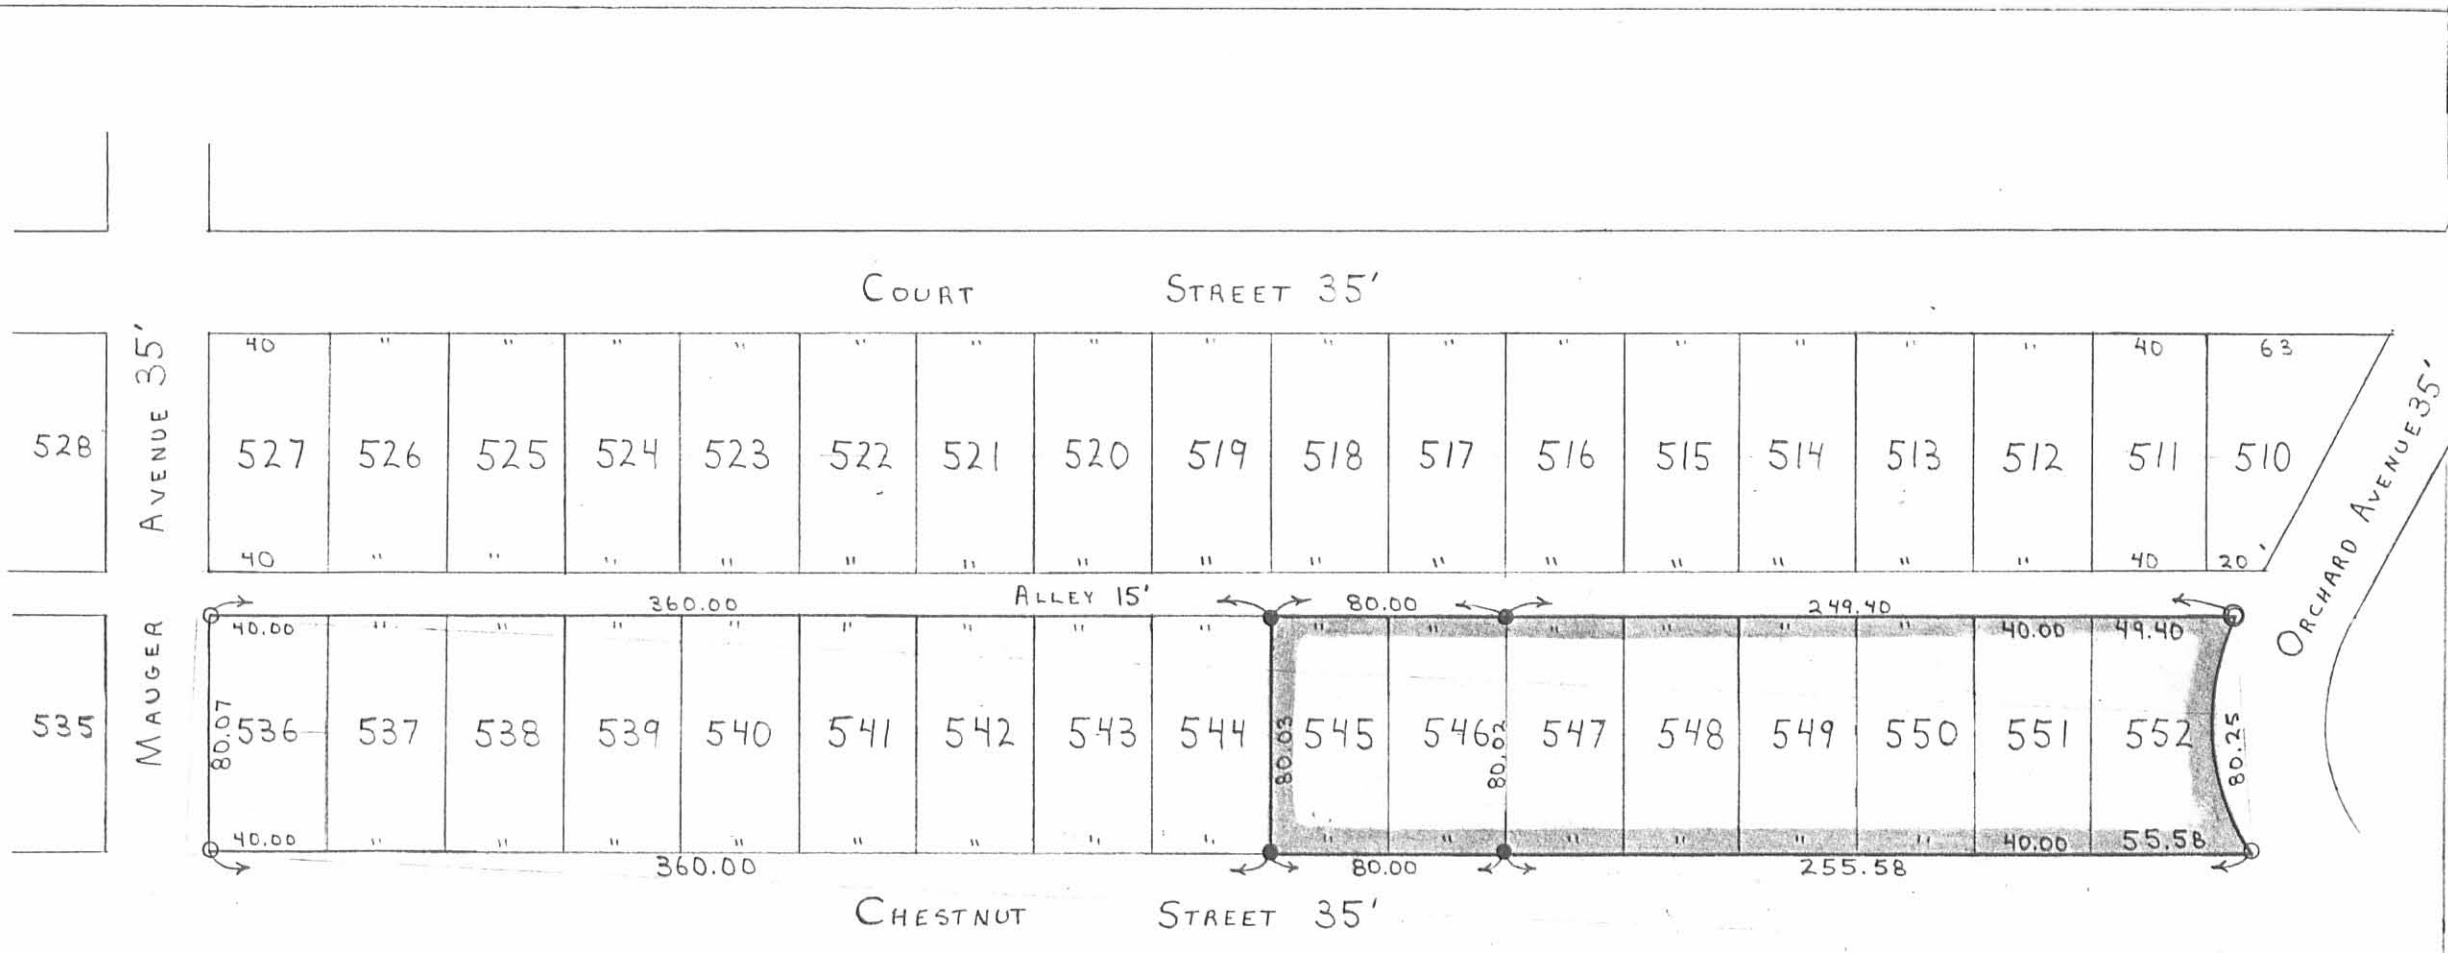 COURT STREET 35'
40 " " " " " " " " " " " " " " " 40 63
528 AVENUE 35' 527 526 525 524 523 522 521 520 519 518 517 516 515 514 513 512 511 510 ORCHARD AVENUE 35'
40 " " " " " " " " " " " " " " " 40 20'
360.00 ALLEY 15' 80.00 249.40
40.00 " " " " " " " " " " " " " " 40.00 49.40
535 MAUGER 80.07 536 537 538 539 540 541 542 543 544 80.03 545 546 80.02 547 548 549 550 551 552 80.25
40.00 " " " " " " " " " " " " " " 40.00 55.58
360.00 80.00 255.58
CHESTNUT STREET 35'